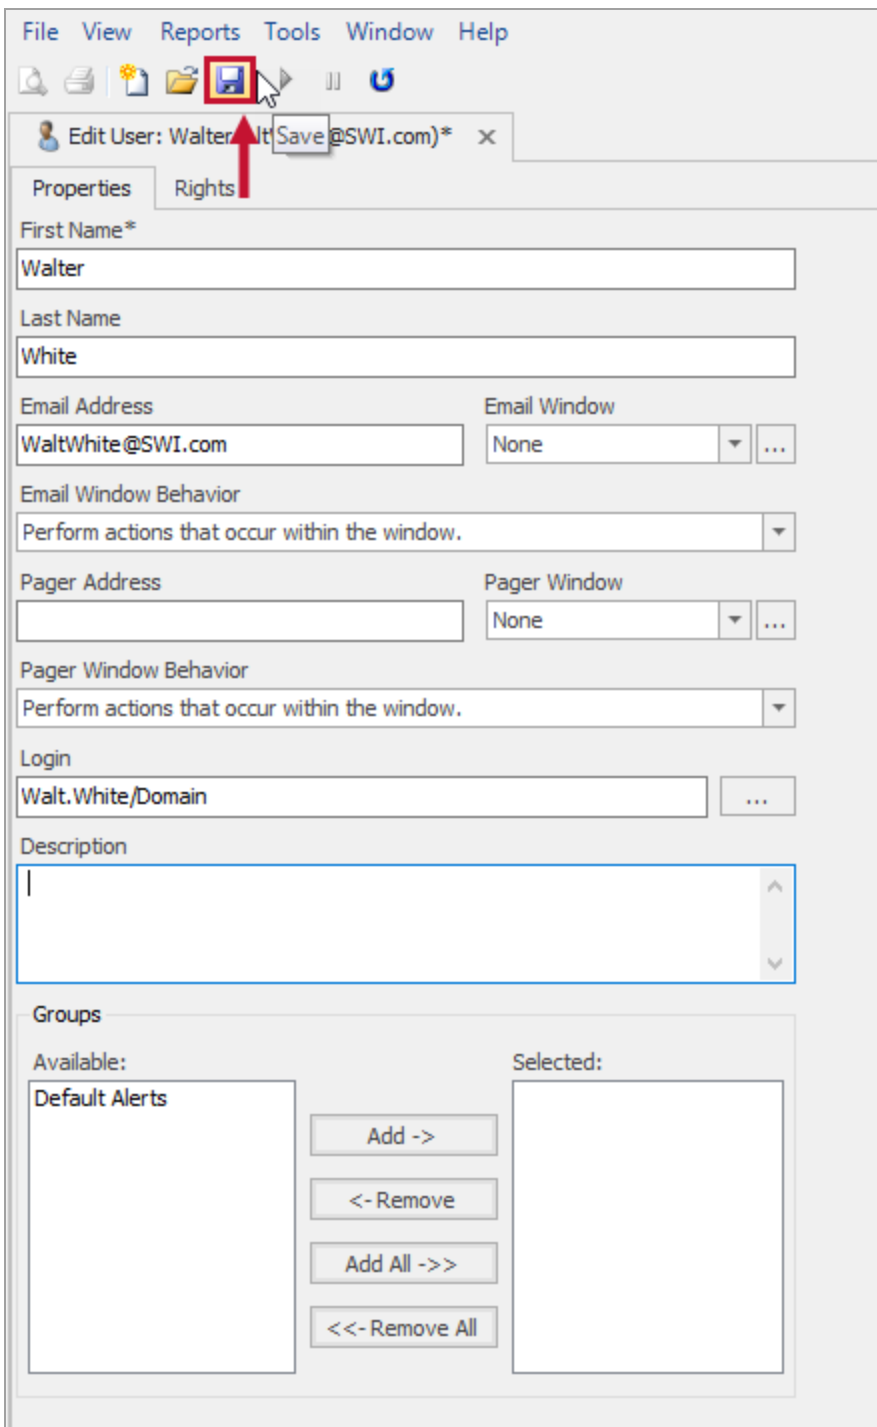 File View Reports Tools Window Help
Edit User: Walter Save @SWI.com)*
Properties Rights
First Name*
Walter
Last Name
White
Email Address Email Window
WaltWhite@SWI.com None ...
Email Window Behavior
Perform actions that occur within the window.
Pager Address Pager Window
None ...
Pager Window Behavior
Perform actions that occur within the window.
Login
Walt.White/Domain ...
Description
Groups
Available: Selected:
Default Alerts
Add ->
<- Remove
Add All ->>
<<- Remove All